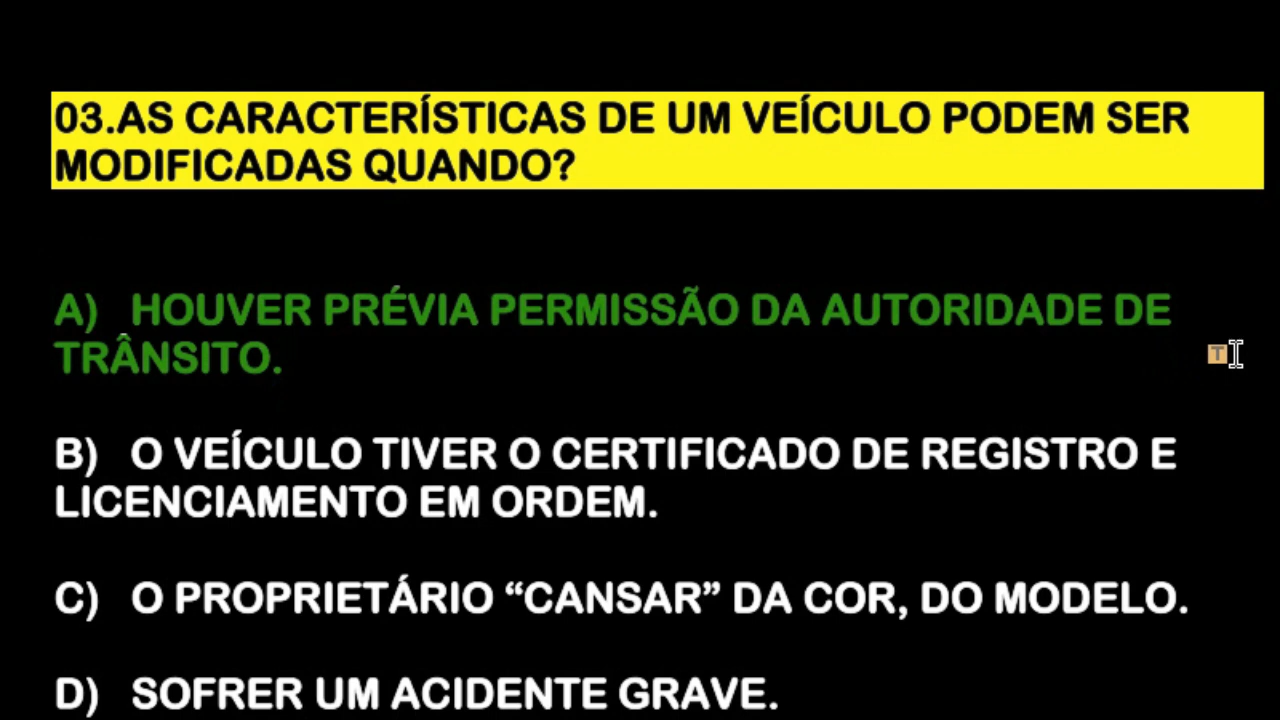 03.AS CARACTERÍSTICAS DE UM VEÍCULO PODEM SER
MODIFICADAS QUANDO?
A) HOUVER PRÉVIA PERMISSÃO DA AUTORIDADE DE
TRÂNSITO.
T
B) O VEÍCULO TIVER O CERTIFICADO DE REGISTRO E
LICENCIAMENTO EM ORDEM.
C) O PROPRIETÁRIO “CANSAR” DA COR, DO MODELO.
D) SOFRER UM ACIDENTE GRAVE.